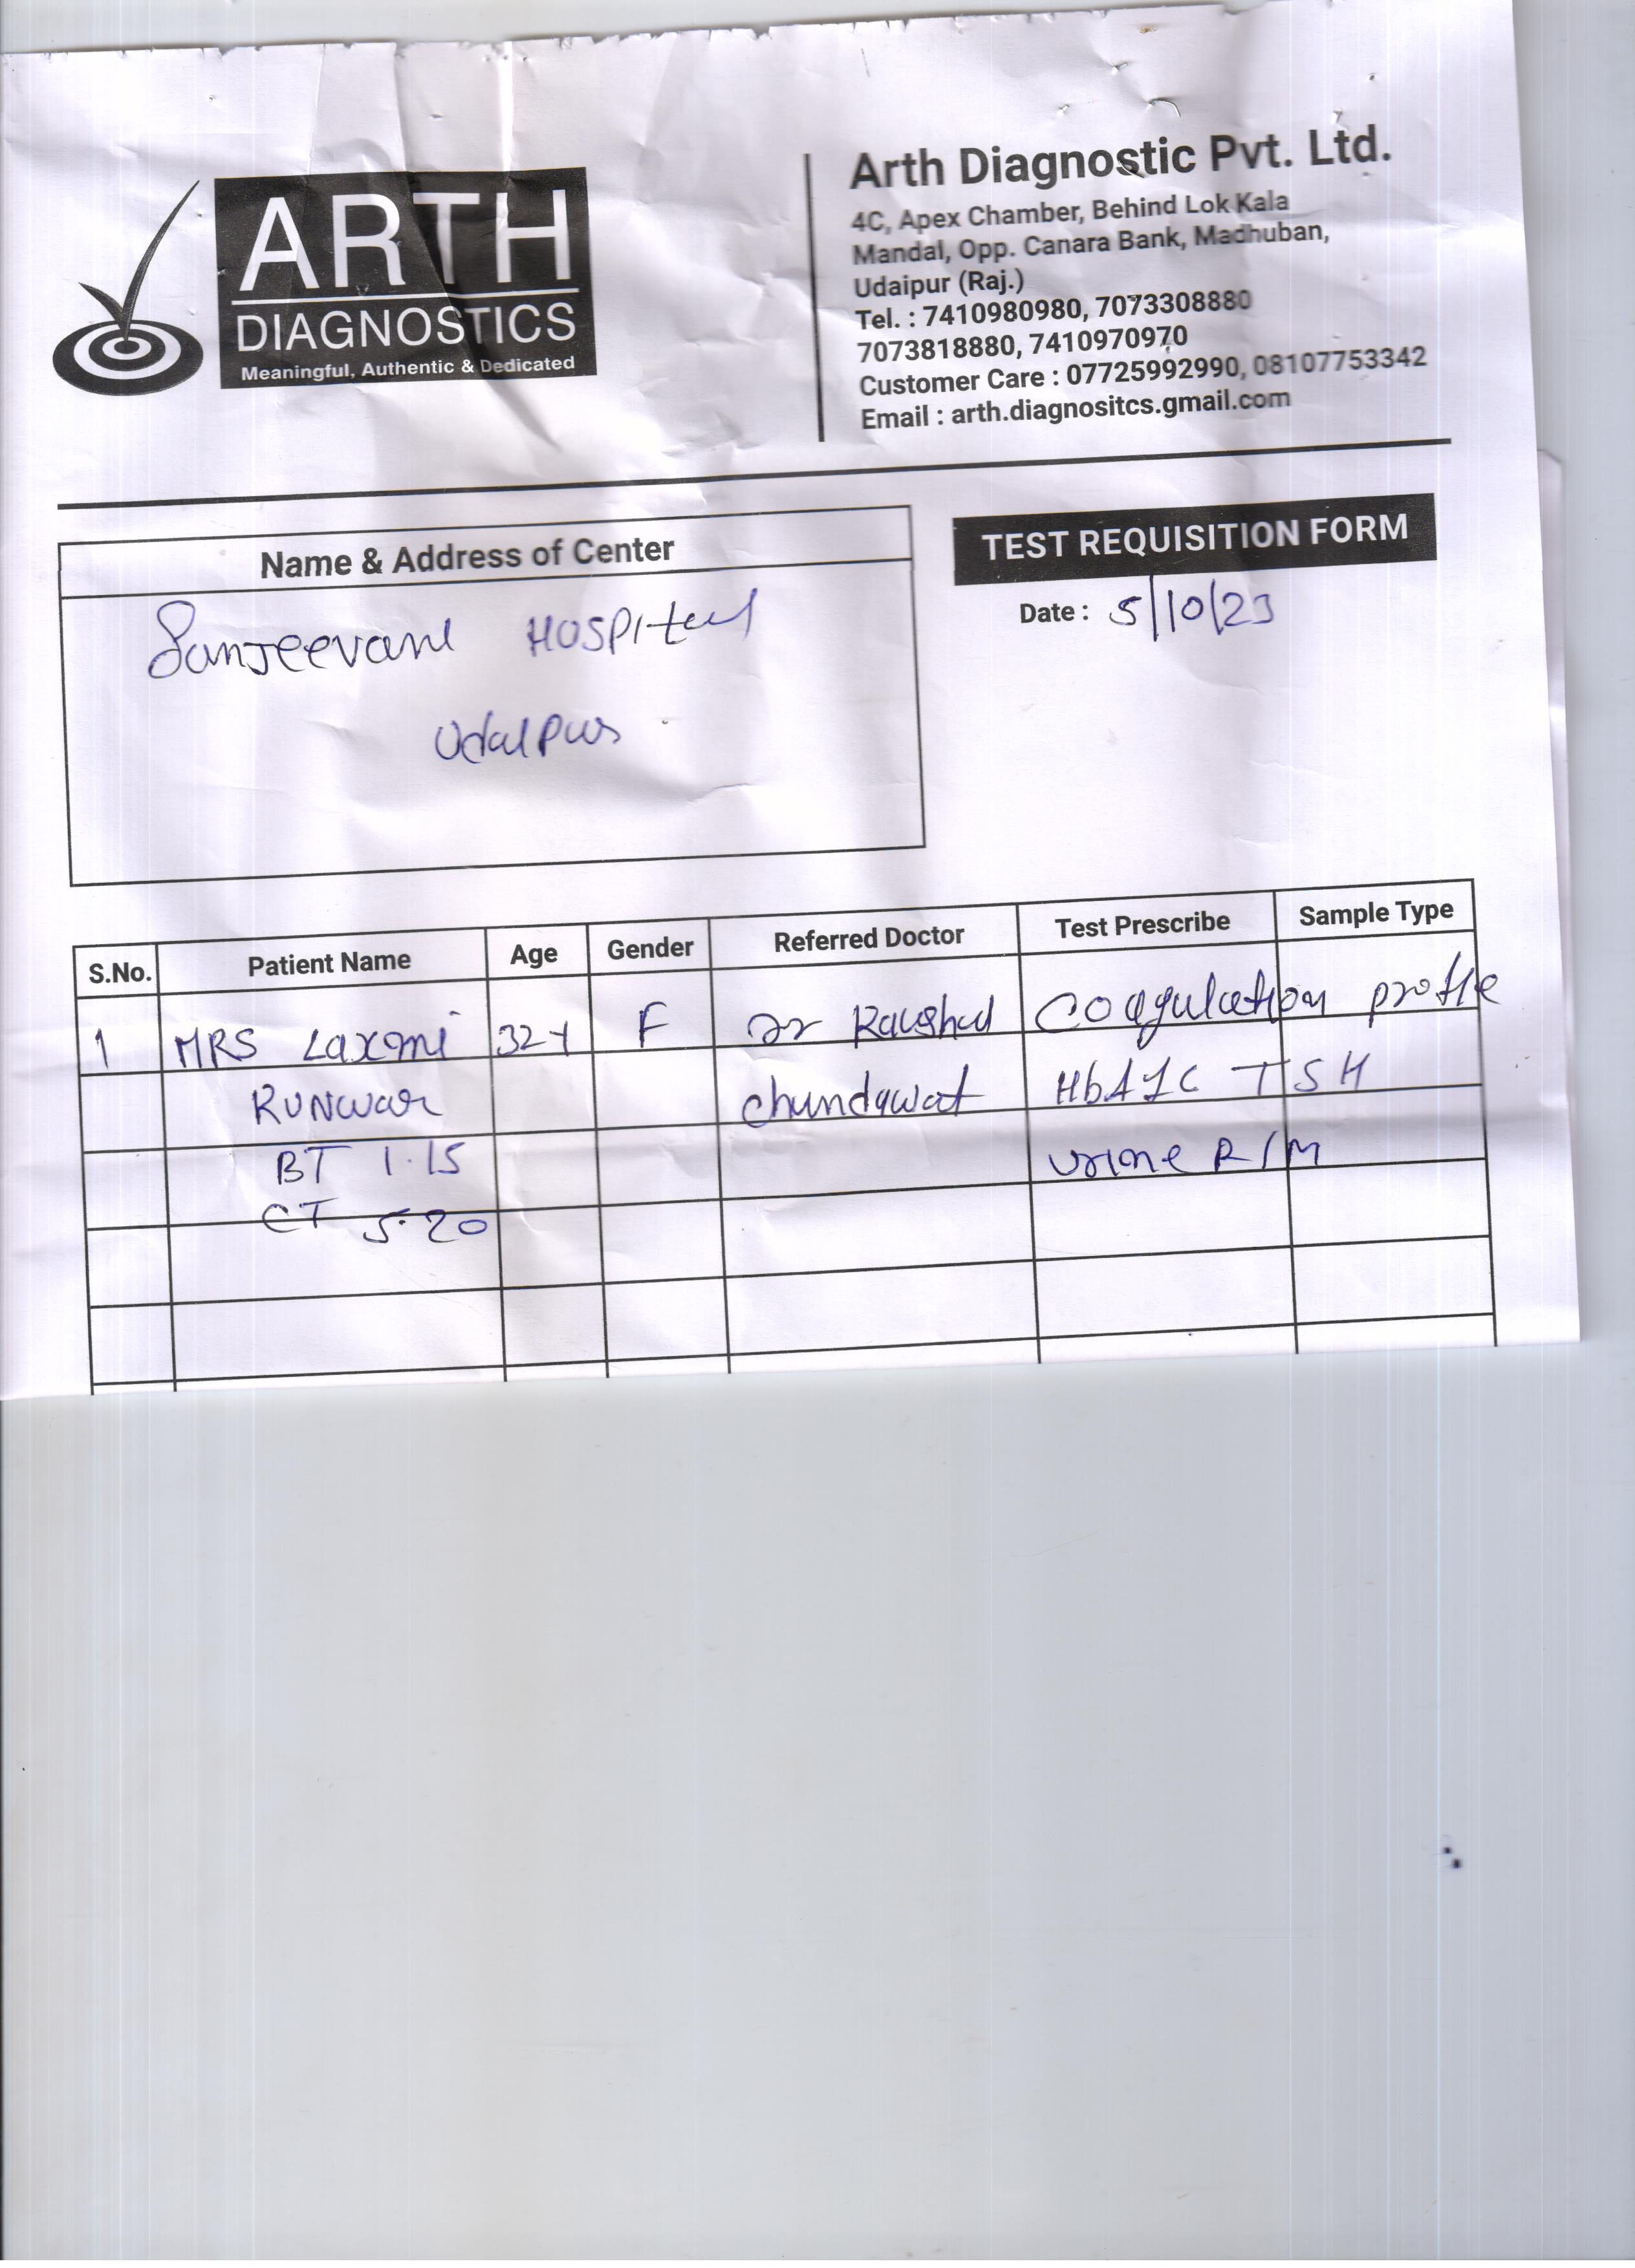 ARTH
DIAGNOSTICS
Meaningful, Authentic & Dedicated
Arth Diagnostic Pvt. Ltd.
4C, Apex Chamber, Behind Lok Kala
Mandal, Opp. Canara Bank, Madhuban,
Udaipur (Raj.)
Tel. : 7410980980, 7073308880
7073818880, 7410970970
Customer Care : 07725992990, 08107753342
Email : arth.diagnositcs.gmail.com
Name & Address of Center
Sanjeevani Hospital
Udaipur
TEST REQUISITION FORM
Date : 5/10/23
S.No. Patient Name Age Gender Referred Doctor Test Prescribe Sample Type
1 MRS Laxmi 32Y F Dr Kaushal Coagulation profile
Kunwar Chundawat HbA1C TSH
BT 1.15 Urine R/M
CT 5.20